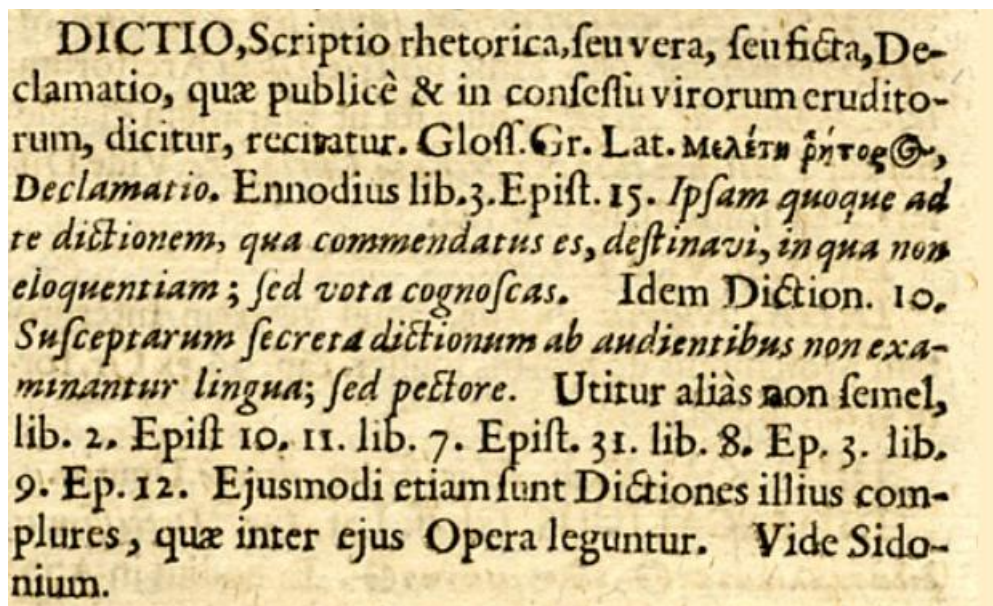 DICTIO, Scriptio rhetorica, ſeu vera, ſeu ficta, De-
clamatio, quæ publicè & in conſeſſu virorum erudito-
rum, dicitur, recitatur. Gloſſ. Gr. Lat. Μελέτη ῥήτορος,
Declamatio. Ennodius lib. 3. Epiſt. 15. Ipſam quoque ad
te dictionem, qua commendatus es, deſtinavi, in qua non
eloquentiam; ſed vota cognoſcas. Idem Diction. 10.
Suſceptarum ſecreta dictionum ab audientibus non exa-
minantur lingua; ſed pectore. Utitur aliàs non ſemel,
lib. 2. Epiſt 10. 11. lib. 7. Epiſt. 31. lib. 8. Ep. 3. lib.
9. Ep. 12. Ejusmodi etiam ſunt Dictiones illius com-
plures, quæ inter ejus Opera leguntur. Vide Sido-
nium.